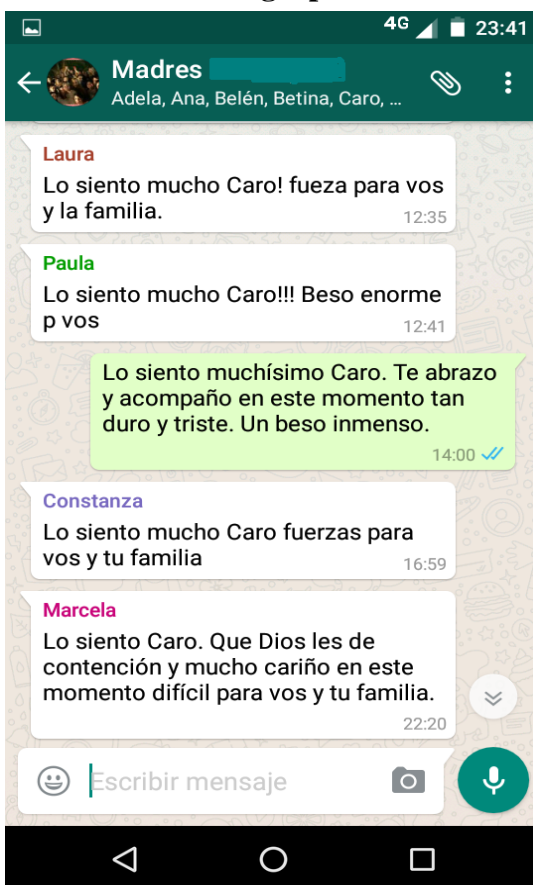 4G 23:41
Madres
Adela, Ana, Belén, Betina, Caro, ...
Laura
Lo siento mucho Caro! fueza para vos
y la familia.
12:35
Paula
Lo siento mucho Caro!!! Beso enorme
p vos
12:41
Lo siento muchísimo Caro. Te abrazo
y acompaño en este momento tan
duro y triste. Un beso inmenso.
14:00
Constanza
Lo siento mucho Caro fuerzas para
vos y tu familia
16:59
Marcela
Lo siento Caro. Que Dios les de
contención y mucho cariño en este
momento difícil para vos y tu familia.
22:20
Escribir mensaje